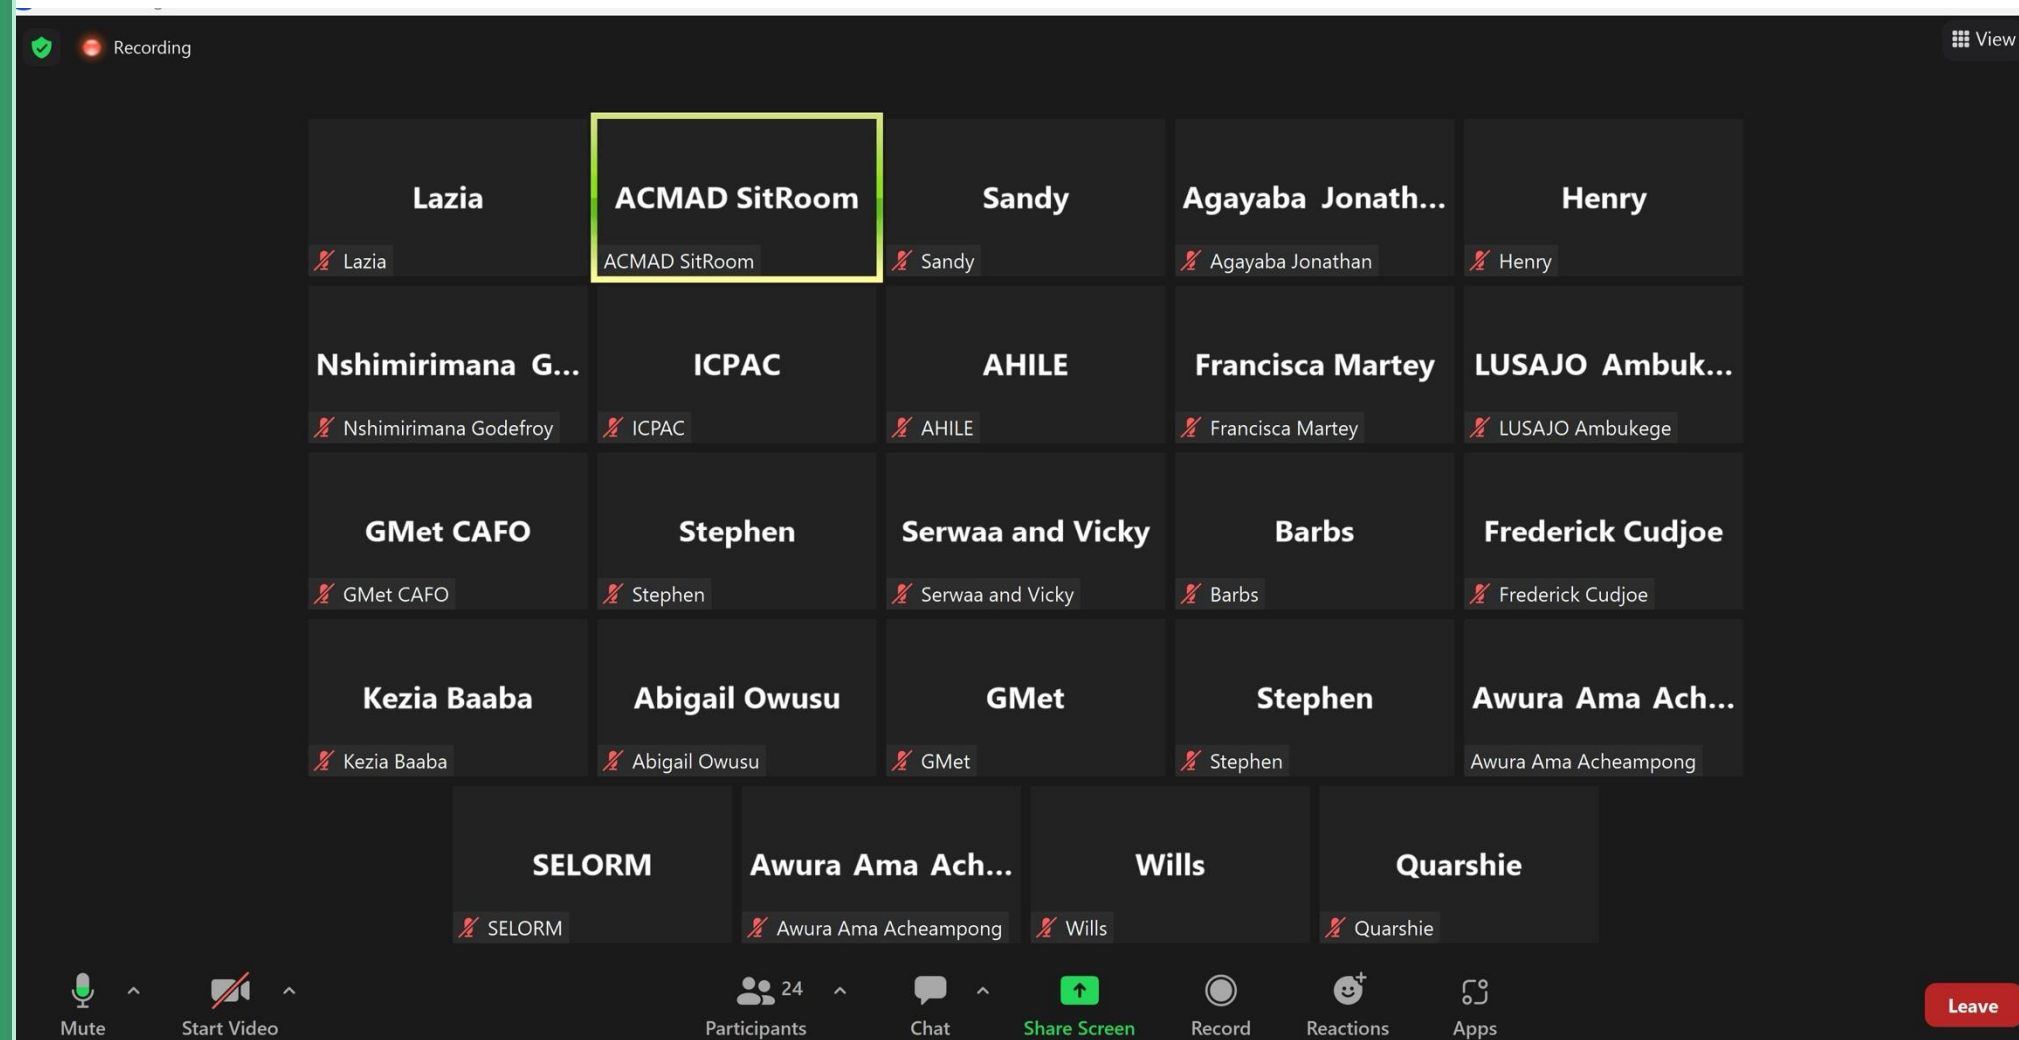 Recording
View
Lazia
ACMAD SitRoom
Sandy
Agayaba Jonath...
Henry
Lazia
ACMAD SitRoom
Sandy
Agayaba Jonathan
Henry
Nshimirimana G...
ICPAC
AHILE
Francisca Martey
LUSAJO Ambuk...
Nshimirimana Godefroy
ICPAC
AHILE
Francisca Martey
LUSAJO Ambukege
GMet CAFO
Stephen
Serwaa and Vicky
Barbs
Frederick Cudjoe
GMet CAFO
Stephen
Serwaa and Vicky
Barbs
Frederick Cudjoe
Kezia Baaba
Abigail Owusu
GMet
Stephen
Awura Ama Ach...
Kezia Baaba
Abigail Owusu
GMet
Stephen
Awura Ama Acheampong
SELORM
Awura Ama Ach...
Wills
Quarshie
SELORM
Awura Ama Acheampong
Wills
Quarshie
24
Mute
Start Video
Participants
Chat
Share Screen
Record
Reactions
Apps
Leave